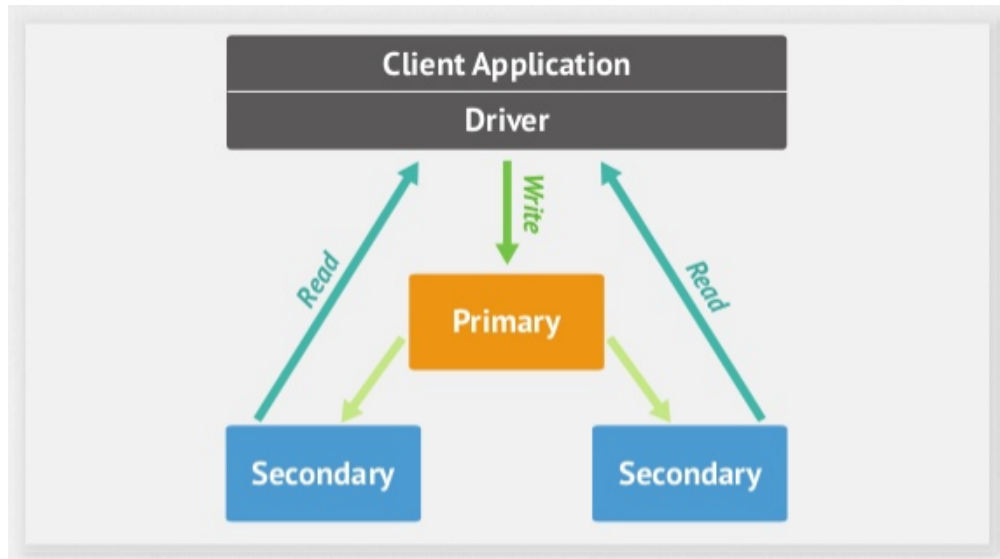 Client Application
Driver
Write
Read
Read
Primary
Secondary
Secondary